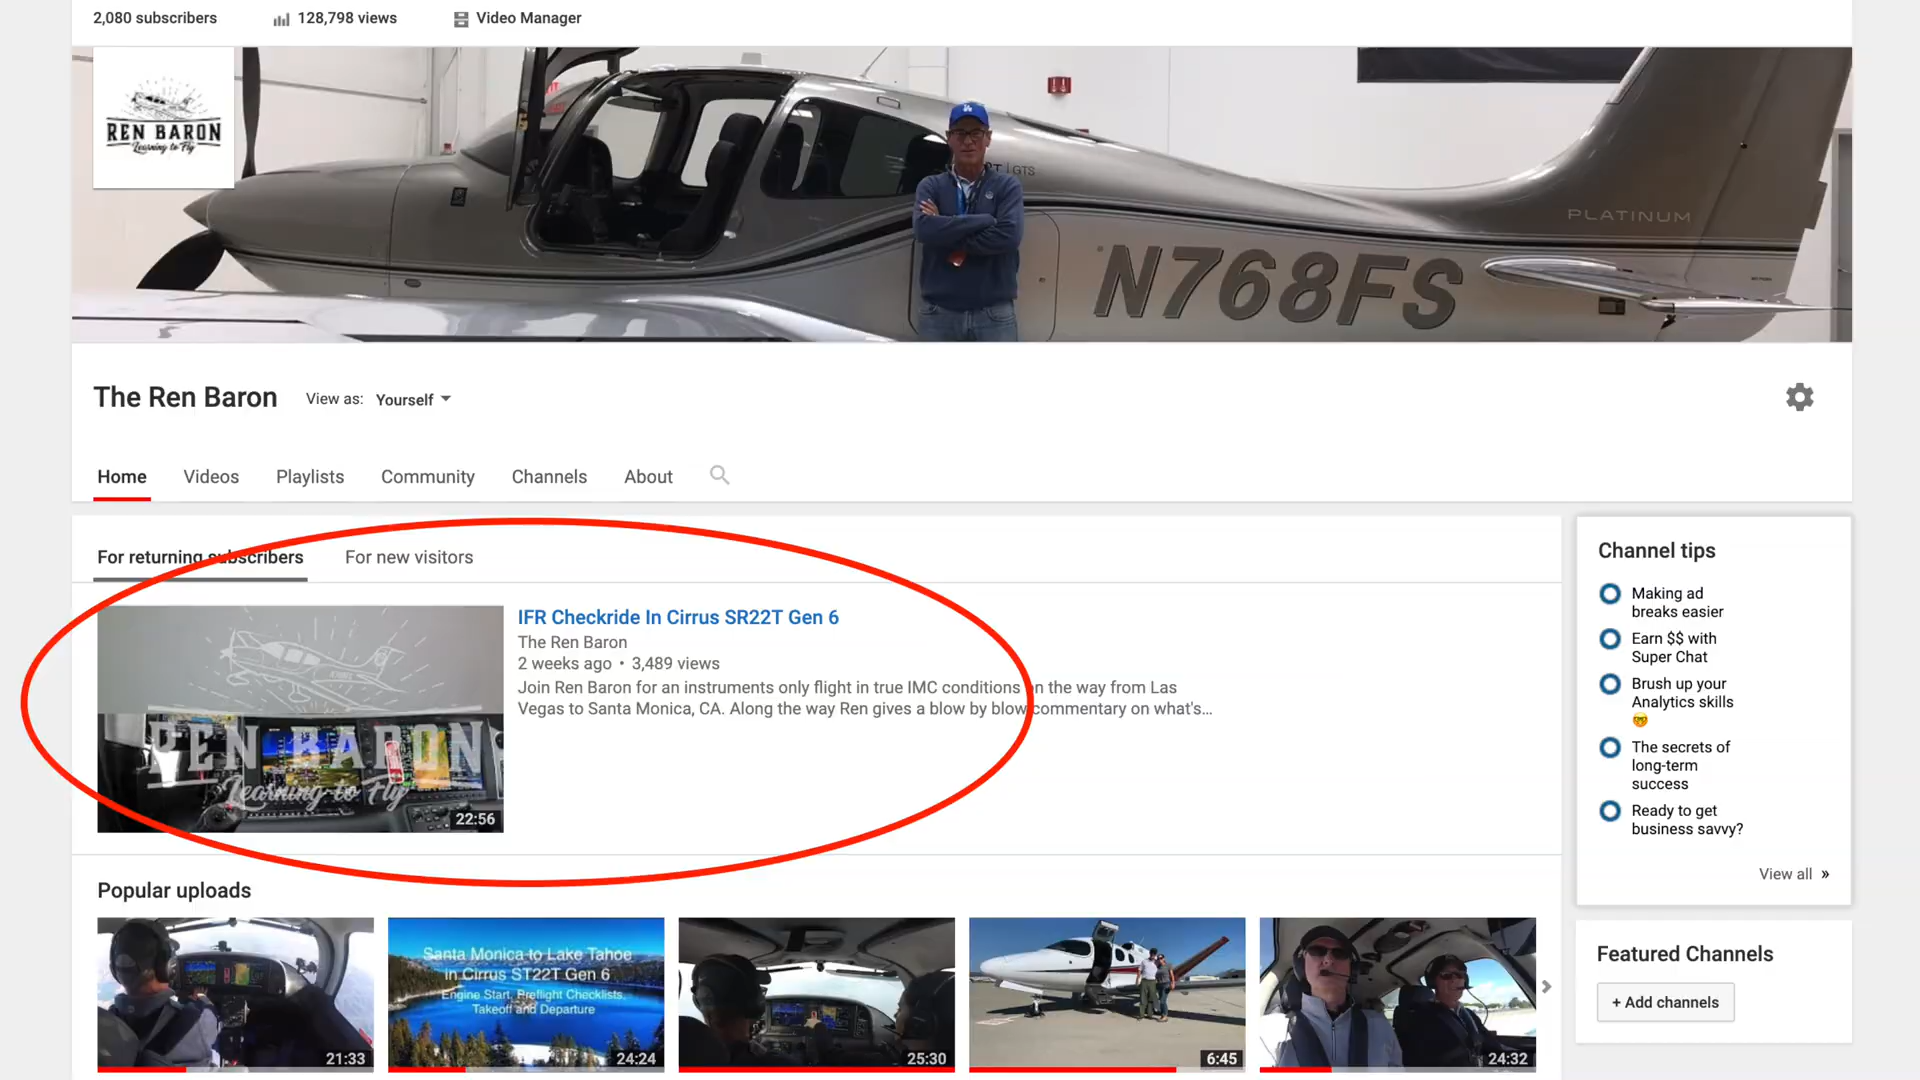 2,080 subscribers
128,798 views
Video Manager
REN BARON
Learning to Fly
GTS
PLATINUM
N768FS
The Ren Baron
View as: Yourself
Home
Videos
Playlists
Community
Channels
About
For returning subscribers
For new visitors
REN BARON
Learning to Fly
22:56
IFR Checkride In Cirrus SR22T Gen 6
The Ren Baron
2 weeks ago • 3,489 views
Join Ren Baron for an instruments only flight in true IMC conditions on the way from Las
Vegas to Santa Monica, CA. Along the way Ren gives a blow by blow commentary on what's...
Channel tips
Making ad
breaks easier
Earn $$ with
Super Chat
Brush up your
Analytics skills
🤓
The secrets of
long-term
success
Ready to get
business savvy?
View all »
Popular uploads
21:33
Santa Monica to Lake Tahoe
in Cirrus ST22T Gen 6
Engine Start, Preflight Checklists,
Takeoff and Departure
24:24
25:30
6:45
24:32
Featured Channels
+ Add channels